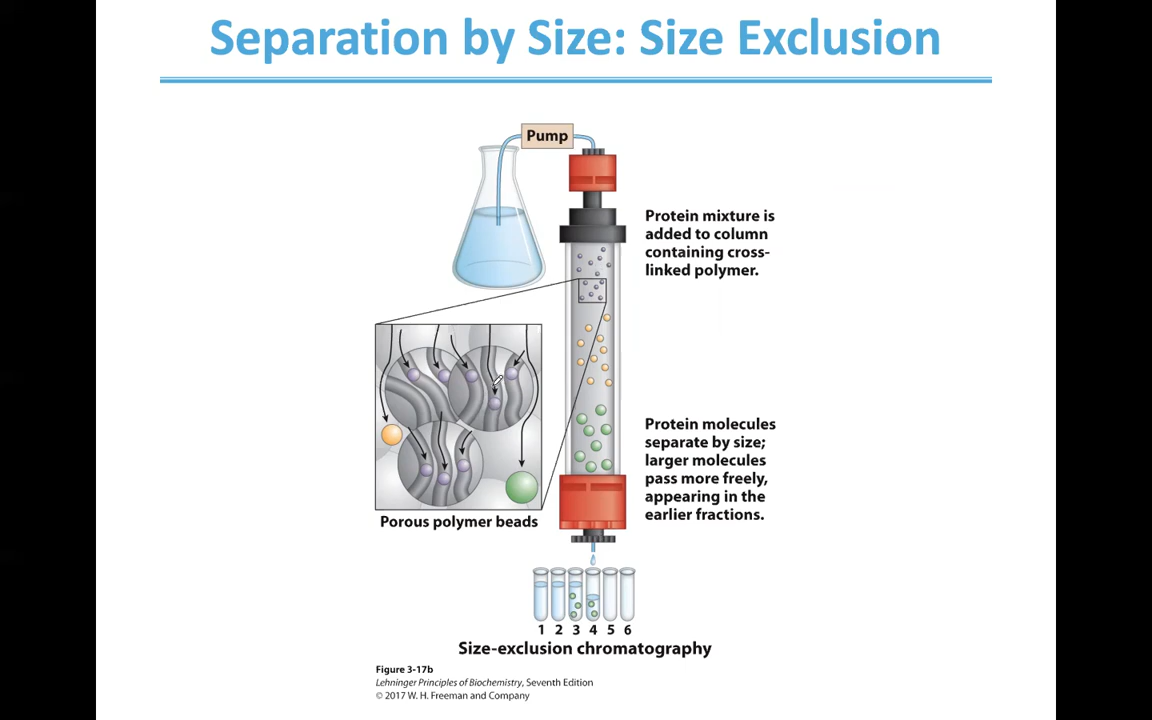 Separation by Size: Size Exclusion
Pump
Protein mixture is
added to column
containing cross-
linked polymer.
Protein molecules
separate by size;
larger molecules
pass more freely,
appearing in the
earlier fractions.
Porous polymer beads
1 2 3 4 5 6
Size-exclusion chromatography
Figure 3-17b
Lehninger Principles of Biochemistry, Seventh Edition
© 2017 W. H. Freeman and Company